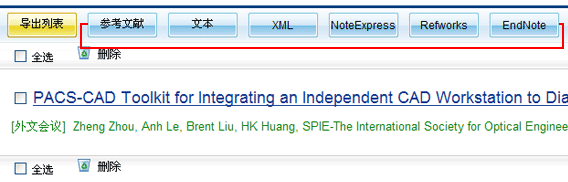 导出列表 参考文献 文本 XML NoteExpress Refworks EndNote
全选 删除
PACS-CAD Toolkit for Integrating an Independent CAD Workstation to Dia
[外文会议] Zheng Zhou, Anh Le, Brent Liu, HK Huang, SPIE-The International Society for Optical Enginee
全选 删除